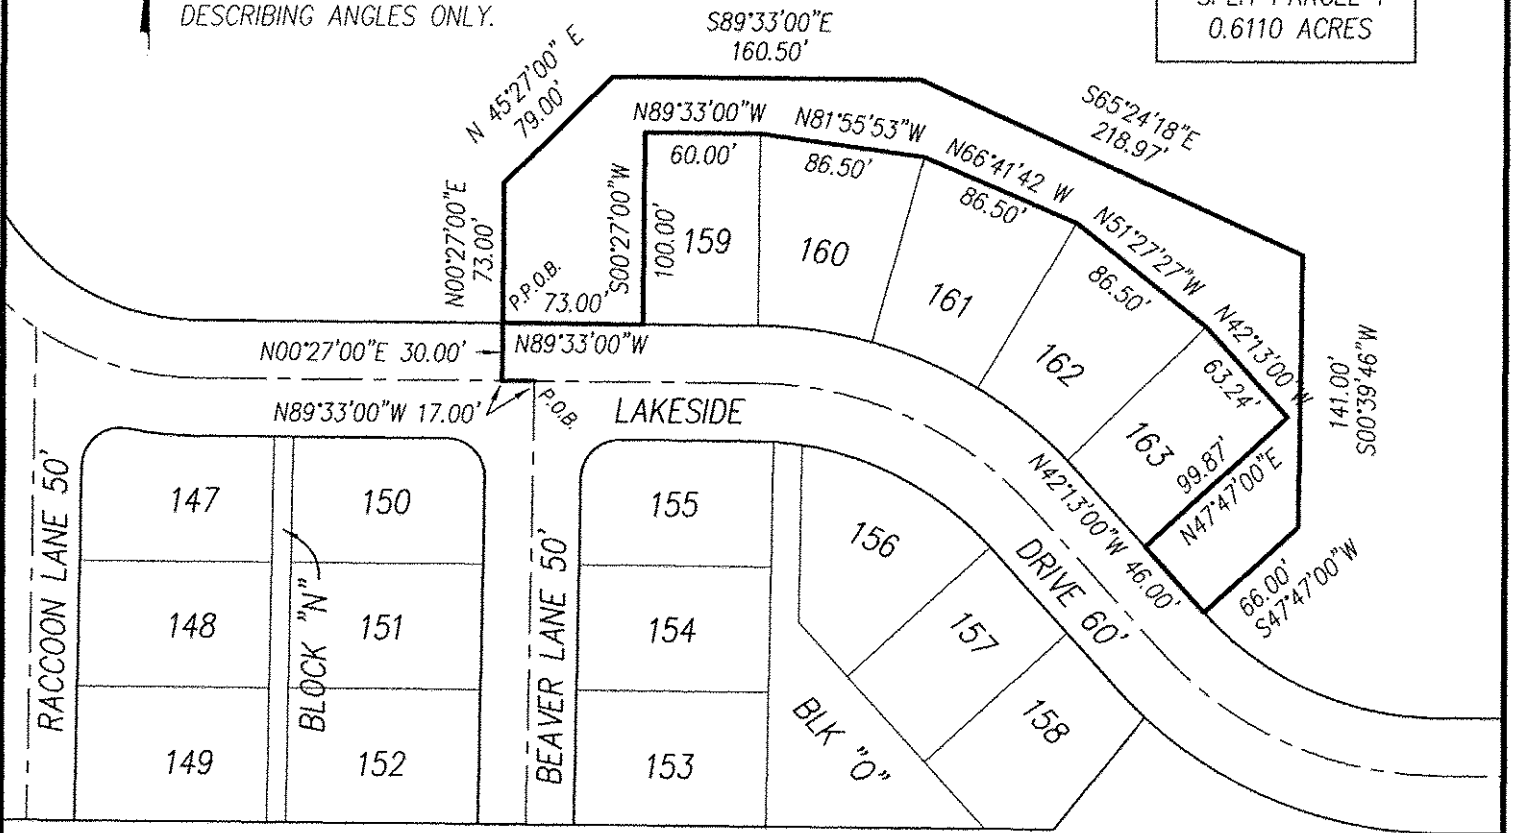 DESCRIBING ANGLES ONLY.
0.6110 ACRES
S89°33'00"E
160.50'
N 45°27'00" E
79.00'
S65°24'18"E
218.97'
N89°33'00"W
60.00'
N81°55'53"W
86.50'
N66°41'42 W
86.50'
N51°27'27"W
86.50'
N42°13'00" W
63.24'
N00°27'00"E
73.00'
P.P.O.B.
73.00'
S00°27'00"W
100.00'
159
160
161
162
163
99.87'
N47°47'00"E
141.00'
S00°39'46"W
N00°27'00"E 30.00'
N89°33'00"W
N89°33'00"W 17.00'
P.O.B.
LAKESIDE
DRIVE 60'
N42°13'00"W 46.00'
66.00'
S47°47'00"W
RACCOON LANE 50'
147
148
149
BLOCK "N"
150
151
152
BEAVER LANE 50'
155
154
153
156
157
158
BLK "O"